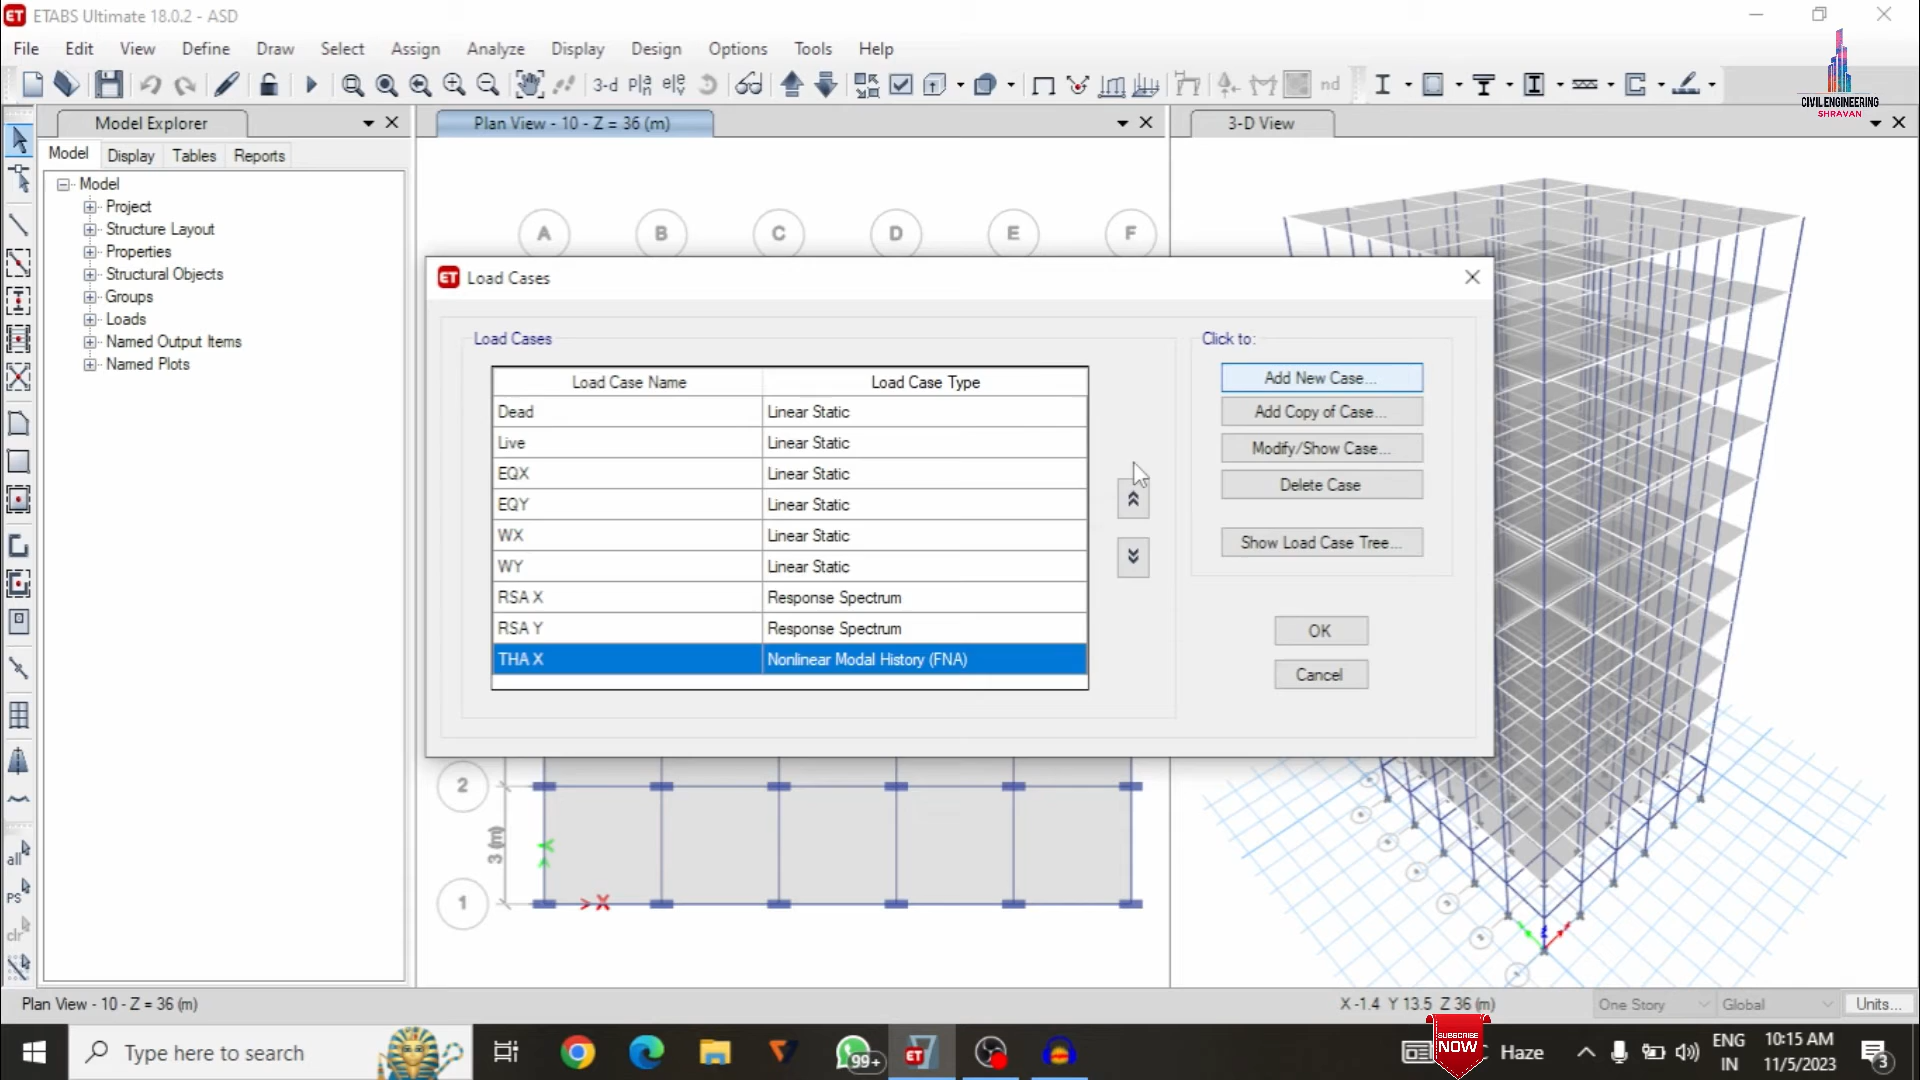 ETABS Ultimate 18.0.2 - ASD
File Edit View Define Draw Select Assign Analyze Display Design Options Tools Help
3-d
nd
CIVIL ENGINEERING
SHRAVAN
Model Explorer
Plan View - 10 - Z = 36 (m)
3-D View
Model Display Tables Reports
Model
Project
Structure Layout
Properties
Structural Objects
Groups
Loads
Named Output Items
Named Plots
A B C D E F
Load Cases
Load Cases
Click to:
Load Case Name Load Case Type
Dead Linear Static
Live Linear Static
EQX Linear Static
EQY Linear Static
WX Linear Static
WY Linear Static
RSA X Response Spectrum
RSA Y Response Spectrum
THA X Nonlinear Modal History (FNA)
Add New Case...
Add Copy of Case...
Modify/Show Case...
Delete Case
Show Load Case Tree...
OK
Cancel
2
3 (m)
1
X
all
PS
clr
Plan View - 10 - Z = 36 (m)
X -1.4 Y 13.5 Z 36 (m)
One Story
Global
Units...
Type here to search
99+
SUBSCRIBE
NOW
Haze
ENG
IN
10:15 AM
11/5/2023
3